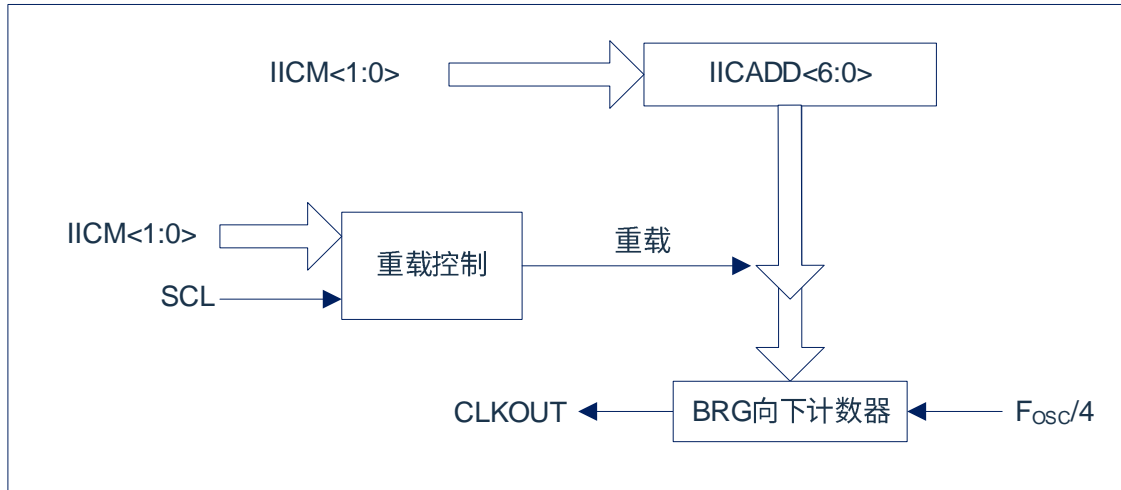 IICM<1:0>
IICADD<6:0>
IICM<1:0>
重载控制
重载
SCL
CLKOUT
BRG向下计数器
FOSC/4